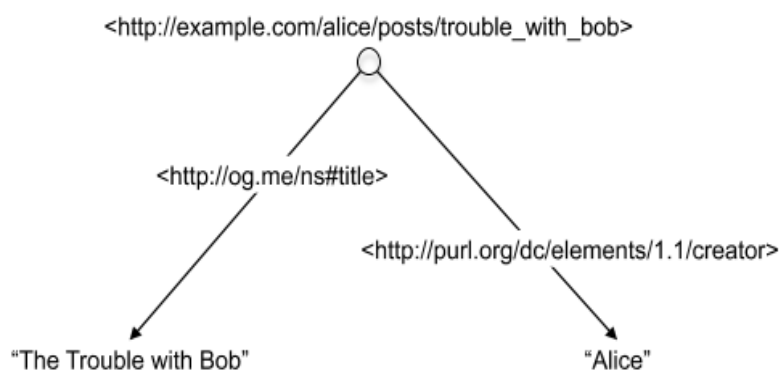 <http://example.com/alice/posts/trouble_with_bob>
<http://og.me/ns#title>
<http://purl.org/dc/elements/1.1/creator>
“The Trouble with Bob”
“Alice”